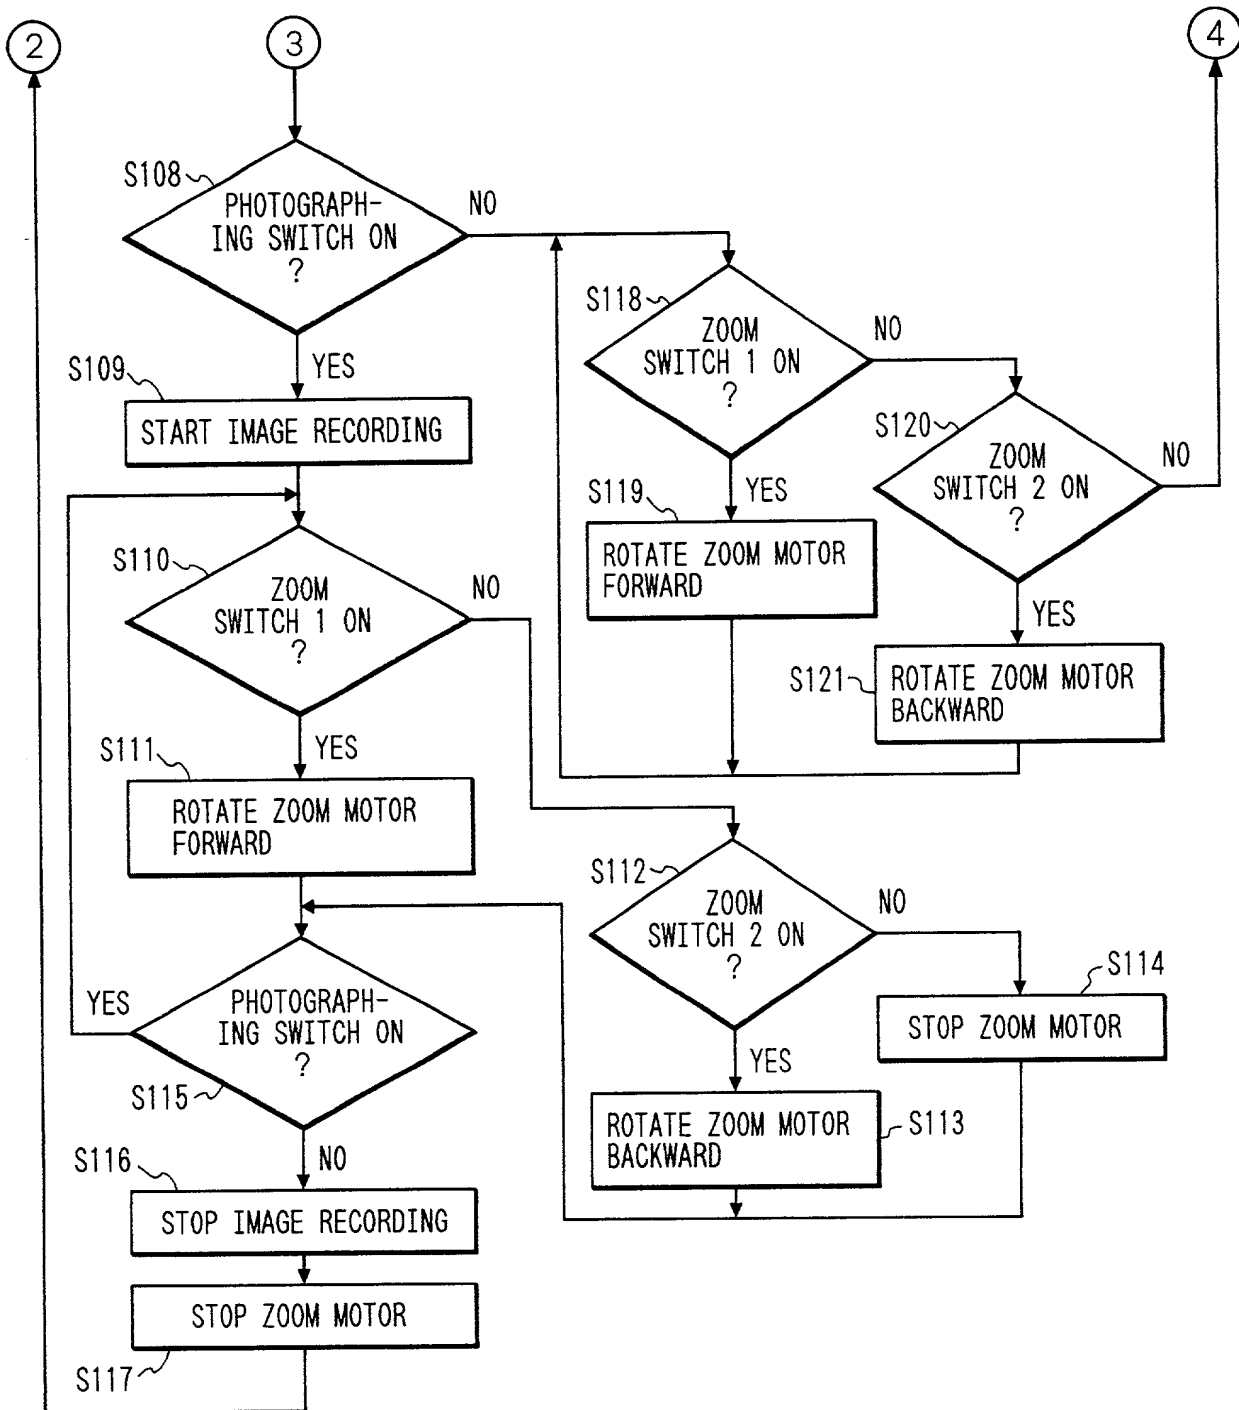 2
3
4
S108
PHOTOGRAPH-
ING SWITCH ON
?
NO
YES
S109
START IMAGE RECORDING
S118
ZOOM
SWITCH 1 ON
?
NO
YES
S120
ZOOM
SWITCH 2 ON
?
NO
YES
S119
ROTATE ZOOM MOTOR
FORWARD
S121
ROTATE ZOOM MOTOR
BACKWARD
S110
ZOOM
SWITCH 1 ON
?
NO
YES
S111
ROTATE ZOOM MOTOR
FORWARD
S112
ZOOM
SWITCH 2 ON
?
NO
YES
S114
STOP ZOOM MOTOR
S113
ROTATE ZOOM MOTOR
BACKWARD
YES
PHOTOGRAPH-
ING SWITCH ON
?
S115
NO
S116
STOP IMAGE RECORDING
STOP ZOOM MOTOR
S117